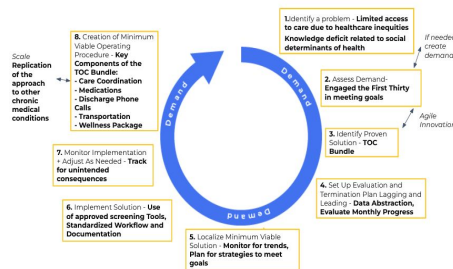 1.Identify a problem - Limited access
to care due to healthcare inequities
Knowledge deficit related to social
determinants of health
If needed
create
demand
2. Assess Demand-
Engaged the First Thirty
in meeting goals
Agile
Innovation
3. Identify Proven
Solution - TOC
Bundle
4. Set Up Evaluation and
Termination Plan Lagging and
Leading - Data Abstraction,
Evaluate Monthly Progress
5. Localize Minimum Viable
Solution - Monitor for trends,
Plan for strategies to meet
goals
6. Implement Solution - Use
of approved screening Tools,
Standardized Workflow and
Documentation
7. Monitor Implementation
+ Adjust As Needed - Track
for unintended
consequences
8. Creation of Minimum
Viable Operating
Procedure - Key
Components of the
TOC Bundle:
- Care Coordination
- Medications
- Discharge Phone
Calls
- Transportation
- Wellness Package
Scale
Replication of
the approach
to other
chronic
medical
conditions
Demand
Demand
Demand